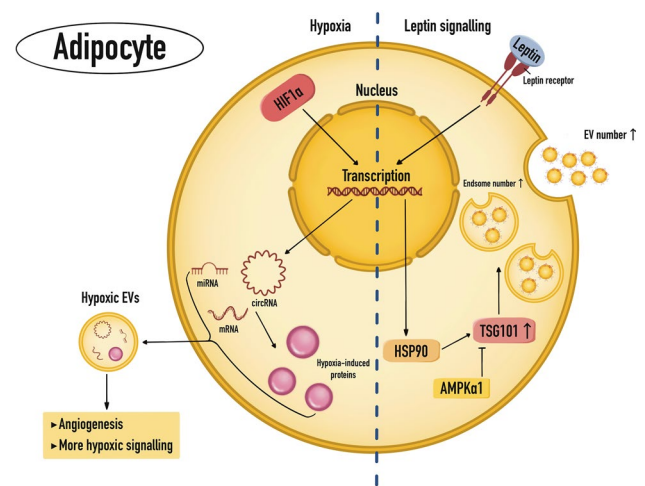 Adipocyte
Hypoxia
Leptin signalling
Leptin
Leptin receptor
HIF1α
Nucleus
EV number ↑
Transcription
Endsome number ↑
miRNA
circRNA
mRNA
Hypoxic EVs
TSG101 ↑
HSP90
Hypoxia-induced
proteins
AMPKα1
▸ Angiogenesis
▸ More hypoxic signalling